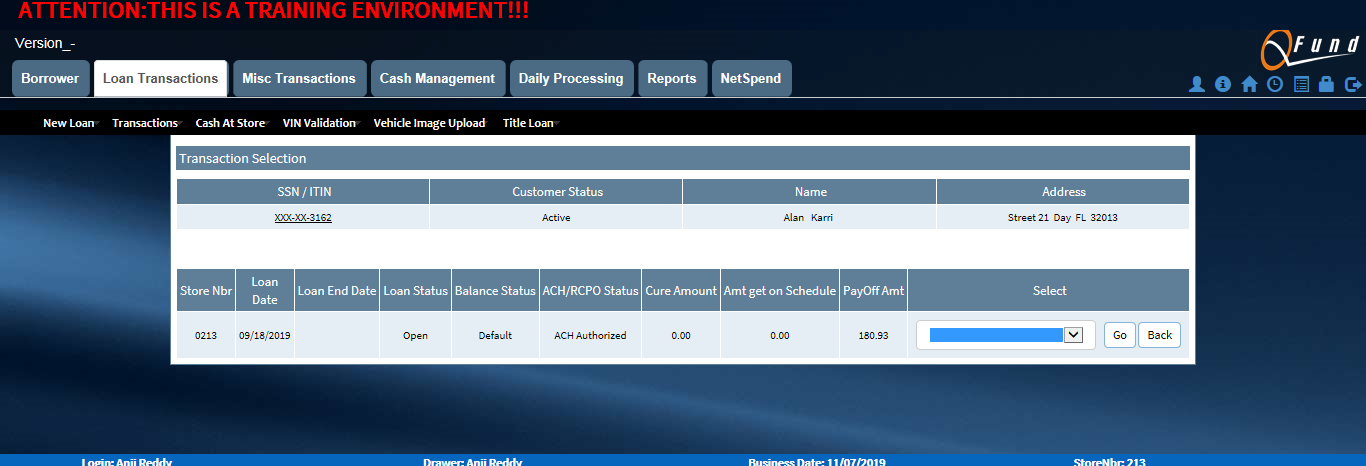 ATTENTION:THIS IS A TRAINING ENVIRONMENT!!!
Version_-
QFund
Borrower Loan Transactions Misc Transactions Cash Management Daily Processing Reports NetSpend
New Loan Transactions Cash At Store VIN Validation Vehicle Image Upload Title Loan
Transaction Selection
SSN / ITIN Customer Status Name Address
XXX-XX-3162 Active Alan Karri Street 21 Day FL 32013
Store Nbr Loan Date Loan End Date Loan Status Balance Status ACH/RCPO Status Cure Amount Amt get on Schedule PayOff Amt Select
0213 09/18/2019 Open Default ACH Authorized 0.00 0.00 180.93 Go Back
Login: Anji Reddy Drawer: Anji Reddy Business Date: 11/07/2019 StoreNbr: 213